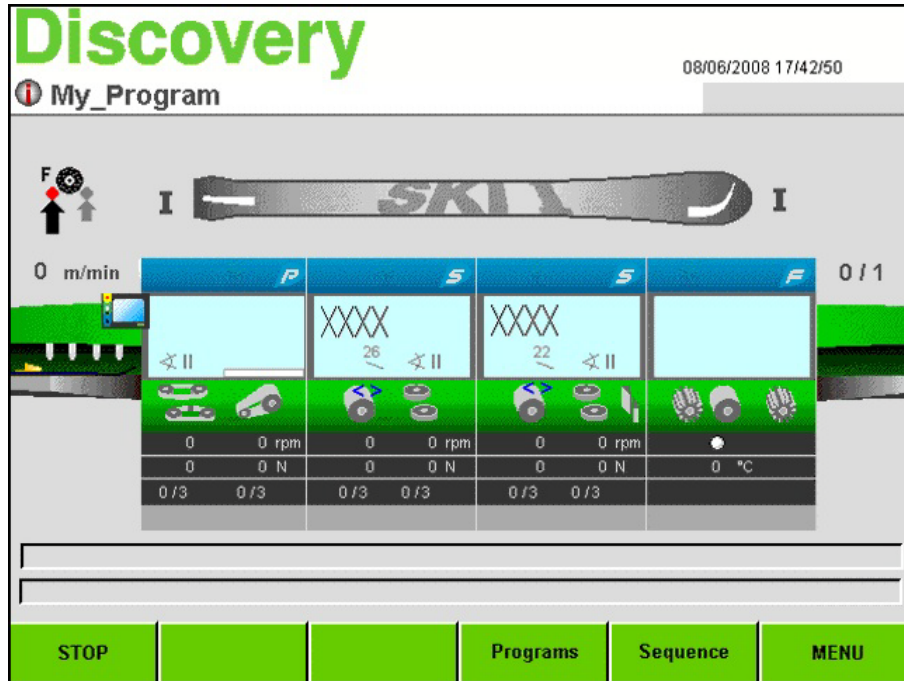 Discovery
08/06/2008 17/42/50
My_Program
F
I SKI 1 I
0 m/min
0 / 1
P S S F
XXXX XXXX
26 22
0 0 rpm 0 0 rpm 0 0 rpm
0 0 N 0 0 N 0 0 N 0 °C
0 /3 0 /3 0 /3 0 /3 0 /3 0 /3
STOP Programs Sequence MENU